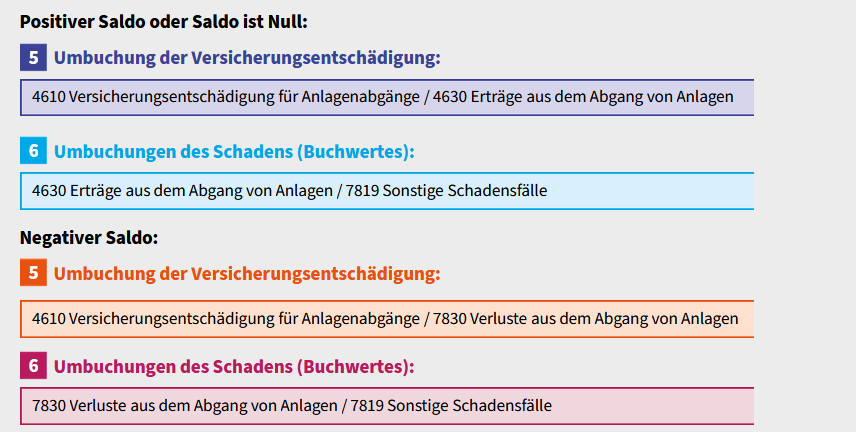 Positiver Saldo oder Saldo ist Null:
5 Umbuchung der Versicherungsentschädigung:
4610 Versicherungsentschädigung für Anlagenabgänge / 4630 Erträge aus dem Abgang von Anlagen
6 Umbuchungen des Schadens (Buchwertes):
4630 Erträge aus dem Abgang von Anlagen / 7819 Sonstige Schadensfälle
Negativer Saldo:
5 Umbuchung der Versicherungsentschädigung:
4610 Versicherungsentschädigung für Anlagenabgänge / 7830 Verluste aus dem Abgang von Anlagen
6 Umbuchungen des Schadens (Buchwertes):
7830 Verluste aus dem Abgang von Anlagen / 7819 Sonstige Schadensfälle